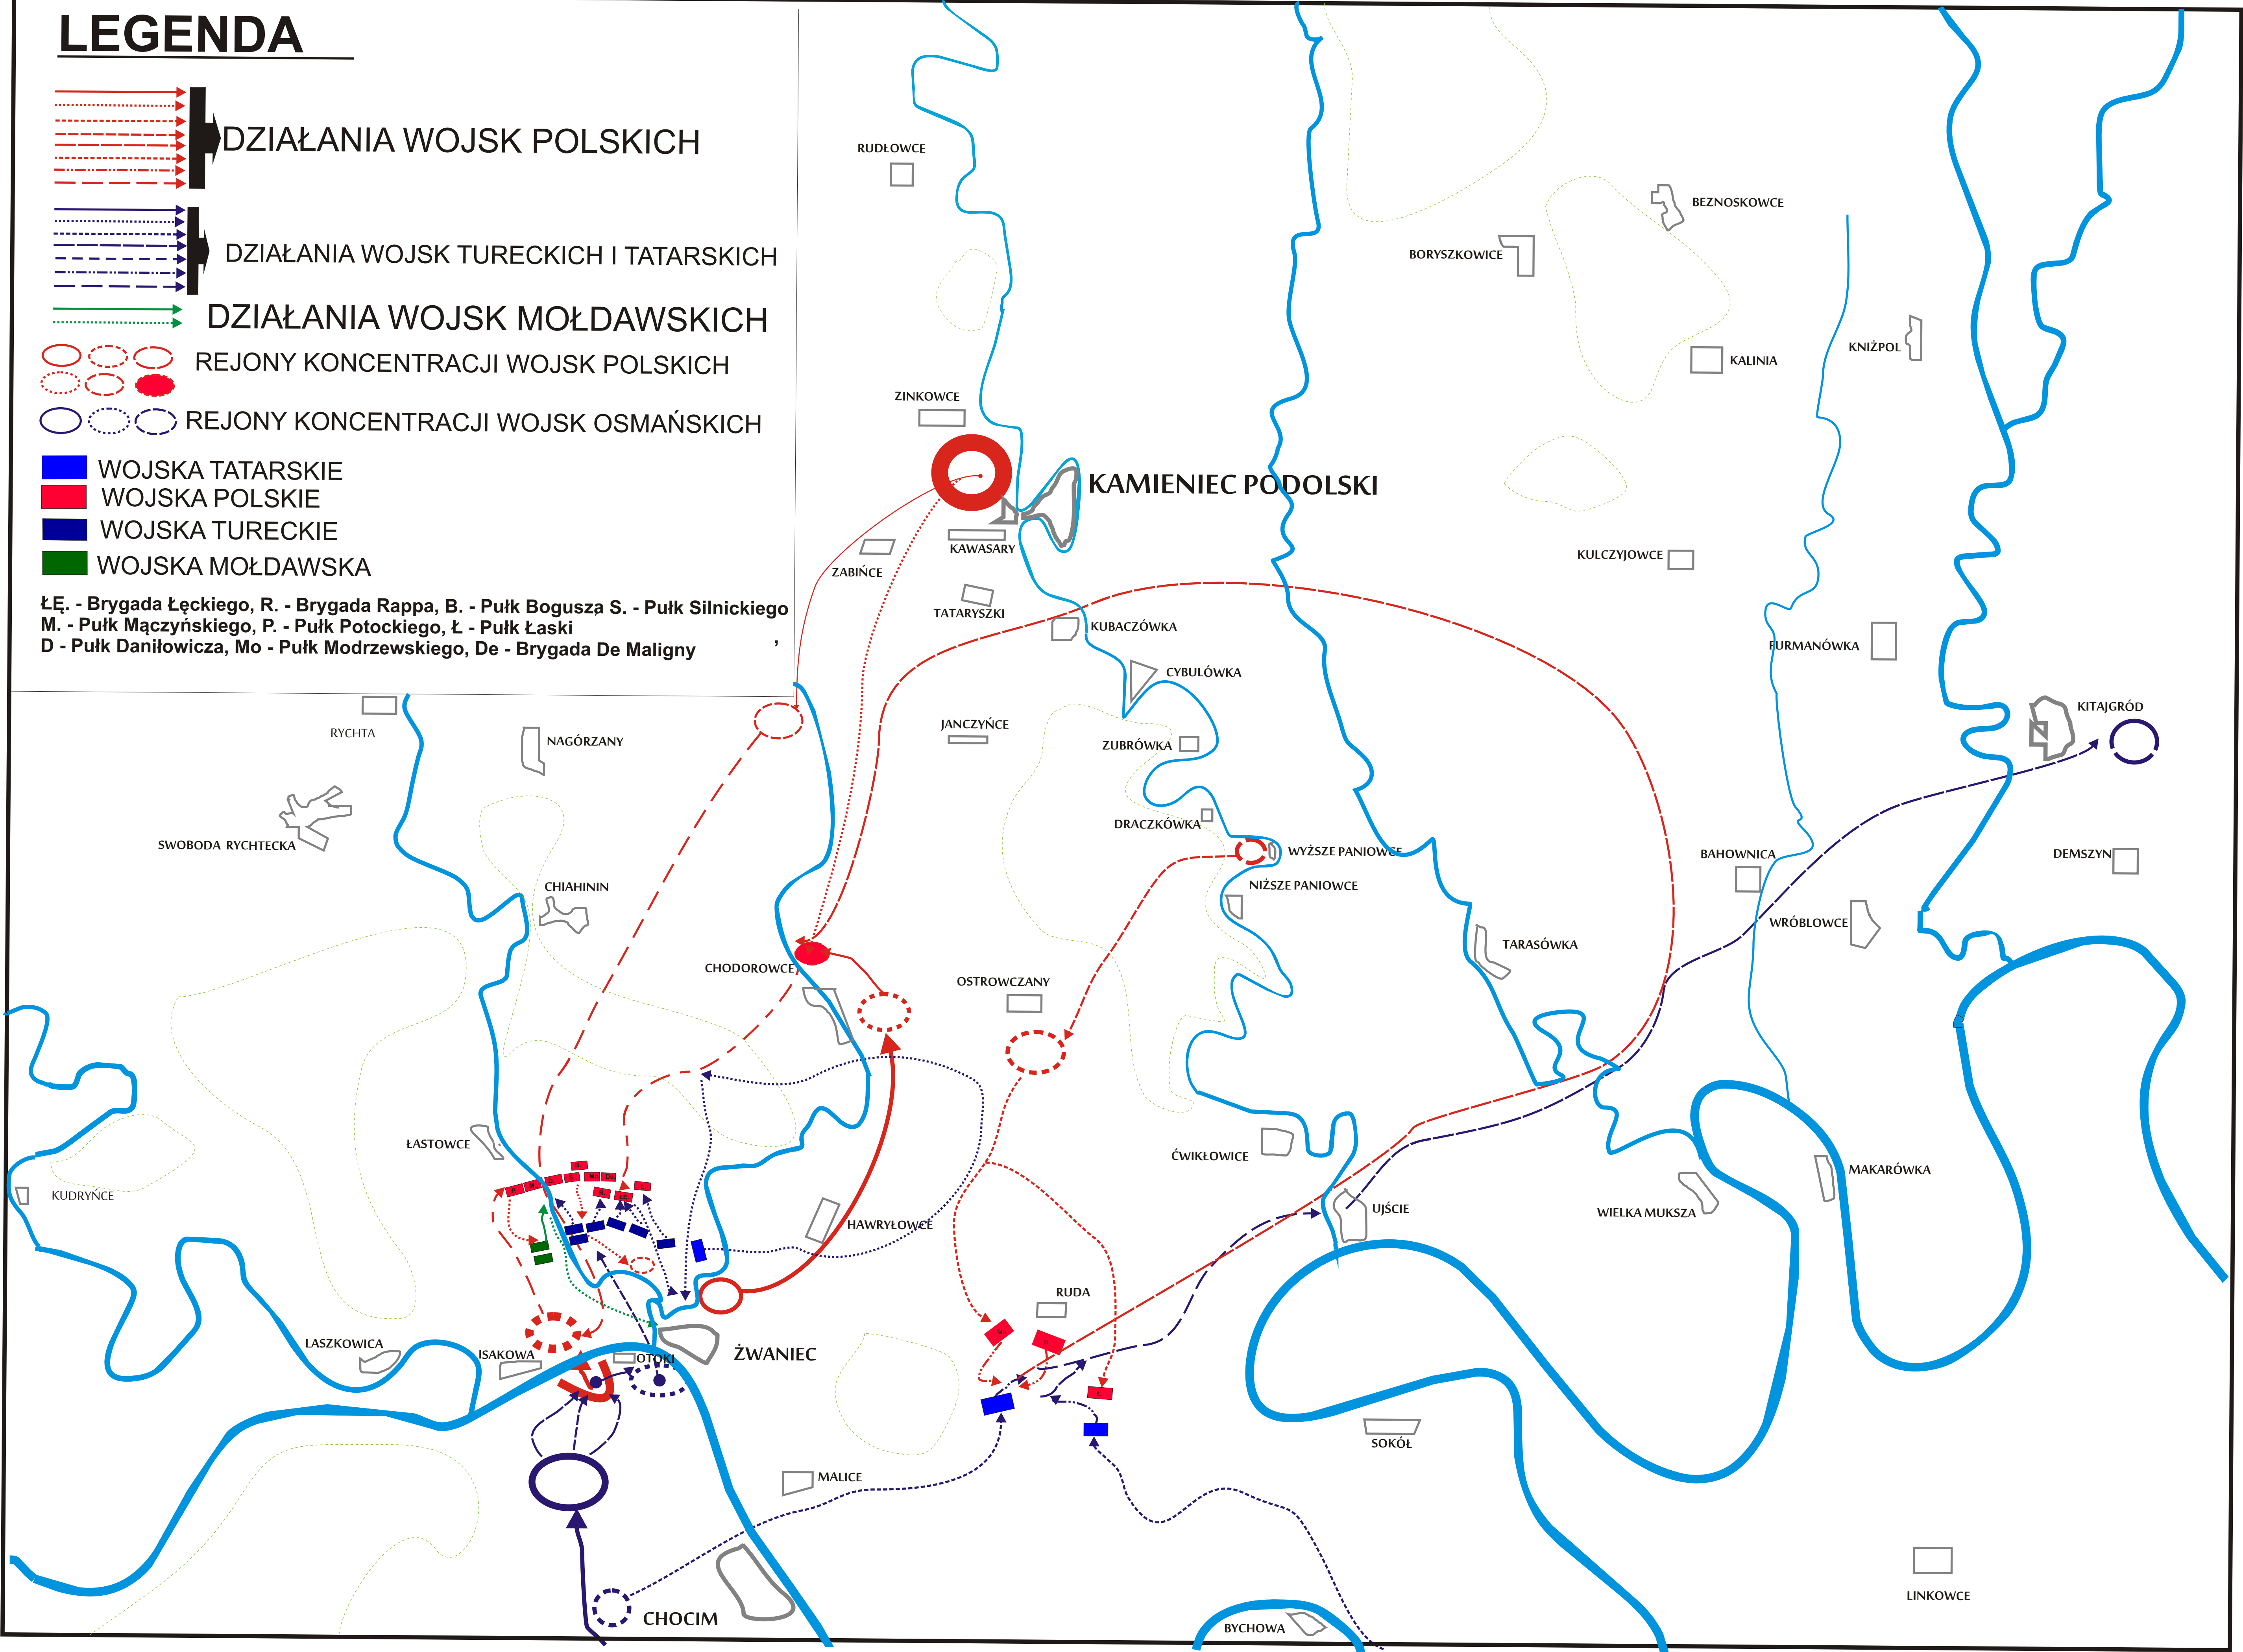 LEGENDA
DZIAŁANIA WOJSK POLSKICH
DZIAŁANIA WOJSK TURECKICH I TATARSKICH
DZIAŁANIA WOJSK MOŁDAWSKICH
REJONY KONCENTRACJI WOJSK POLSKICH
REJONY KONCENTRACJI WOJSK OSMAŃSKICH
WOJSKA TATARSKIE
WOJSKA POLSKIE
WOJSKA TURECKIE
WOJSKA MOŁDAWSKA
ŁĘ. - Brygada Łęckiego, R. - Brygada Rappa, B. - Pułk Bogusza S. - Pułk Silnickiego
M. - Pułk Mączyńskiego, P. - Pułk Potockiego, Ł - Pułk Łaski ,
D - Pułk Daniłowicza, Mo - Pułk Modrzewskiego, De - Brygada De Maligny
RUDŁOWCE
BEZNOSKOWCE
BORYSZKOWICE
KNIŻPOL
KALINIA
ZINKOWCE
KAMIENIEC PODOLSKI
KAWASARY
KULCZYJOWCE
ZABIŃCE
TATARYSZKI
KUBACZÓWKA
FURMANÓWKA
CYBULÓWKA
KITAJGRÓD
JANCZYŃCE
RYCHTA
NAGÓRZANY
ZUBRÓWKA
DRACZKÓWKA
SWOBODA RYCHTECKA
WYŻSZE PANIOWCE
BAHOWNICA
DEMSZYN
CHIAHININ
NIŻSZE PANIOWCE
WRÓBLOWCE
TARASÓWKA
CHODOROWCE
OSTROWCZANY
ŁASTOWCE
ĆWIKŁOWICE
MAKARÓWKA
KUDRYŃCE
UJŚCIE
WIELKA MUKSZA
HAWRYŁOWCE
RUDA
LASZKOWICA
ISAKOWA
OTOKI
ŻWANIEC
SOKÓŁ
MALICE
LINKOWCE
CHOCIM
BYCHOWA